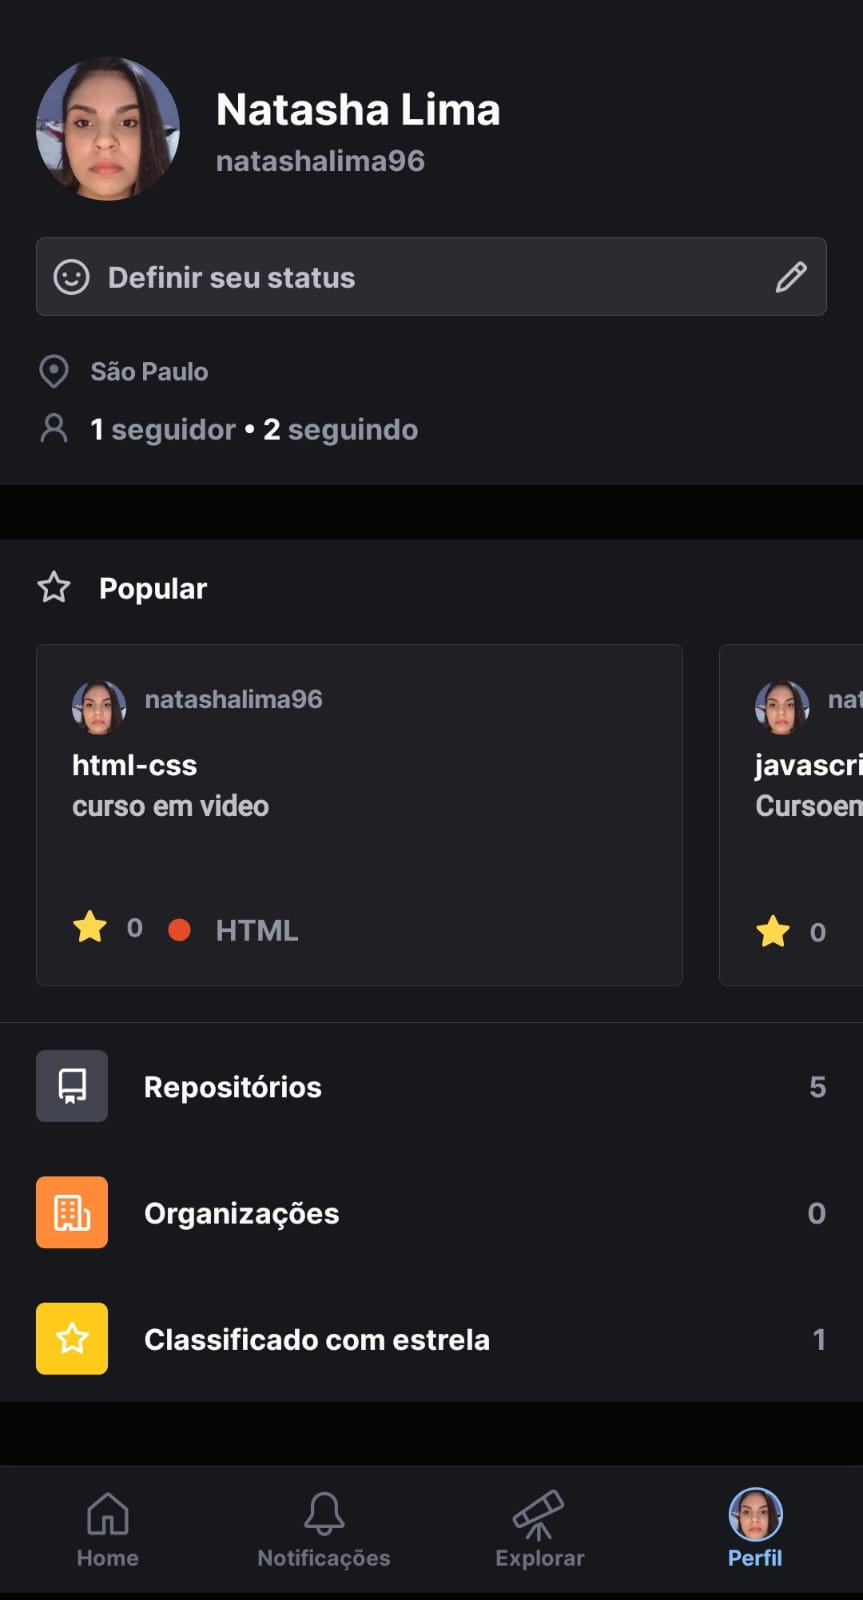 Natasha Lima
natashalima96
Definir seu status
São Paulo
1 seguidor • 2 seguindo
Popular
natashalima96
html-css
curso em video
0 HTML
nat
javascri
Cursoem
0
Repositórios 5
Organizações 0
Classificado com estrela 1
Home Notificações Explorar Perfil